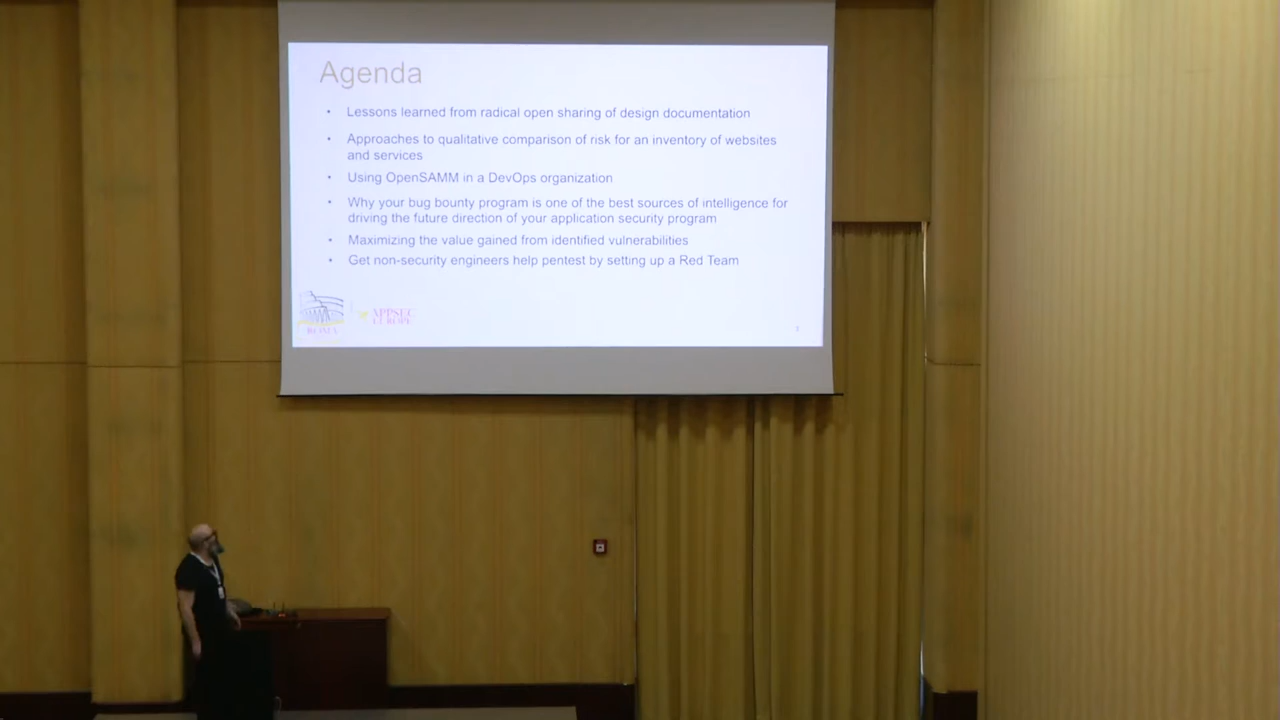 Agenda
• Lessons learned from radical open sharing of design documentation
• Approaches to qualitative comparison of risk for an inventory of websites
and services
• Using OpenSAMM in a DevOps organization
• Why your bug bounty program is one of the best sources of intelligence for
driving the future direction of your application security program
• Maximizing the value gained from identified vulnerabilities
• Get non-security engineers help pentest by setting up a Red Team
ROMA
APPSEC
EUROPE